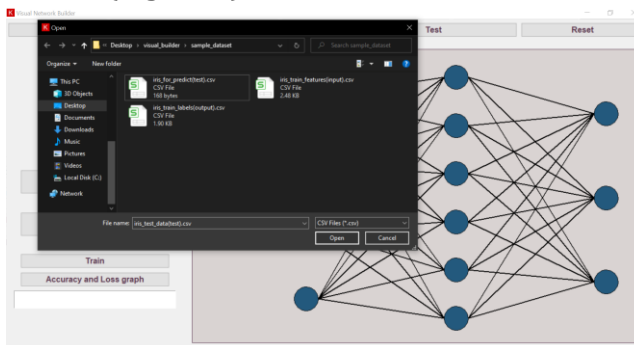 Visual Network Builder
Test
Reset
Open
Desktop › visual_builder › sample_dataset
Search sample_dataset
Organize
New folder
This PC
3D Objects
Desktop
Documents
Downloads
Music
Pictures
Videos
Local Disk (C:)
Network
iris_for_predict(test).csv
CSV File
168 bytes
iris_train_features(input).csv
CSV File
2.48 KB
iris_train_labels(output).csv
CSV File
1.90 KB
File name:
iris_test_data(test).csv
CSV Files (*.csv)
Open
Cancel
Train
Accuracy and Loss graph